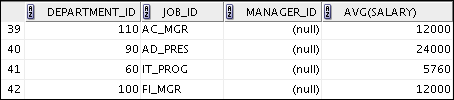 DEPARTMENT_ID JOB_ID MANAGER_ID AVG(SALARY)
39 110 AC_MGR (null) 12000
40 90 AD_PRES (null) 24000
41 60 IT_PROG (null) 5760
42 100 FI_MGR (null) 12000